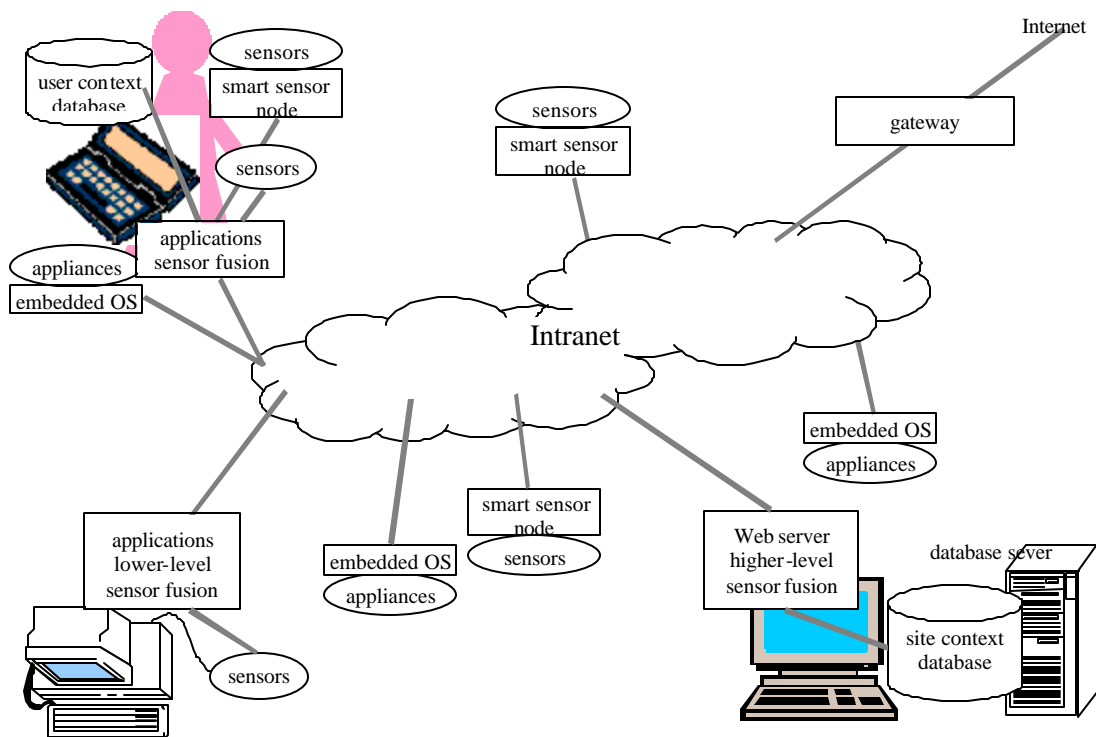 sensors
Internet
user context
database
smart sensor
node
sensors
smart sensor
node
gateway
sensors
applications
sensor fusion
appliances
embedded OS
Intranet
embedded OS
appliances
smart sensor
node
sensors
applications
lower-level
sensor fusion
embedded OS
appliances
Web server
higher-level
sensor fusion
database sever
site context
database
sensors